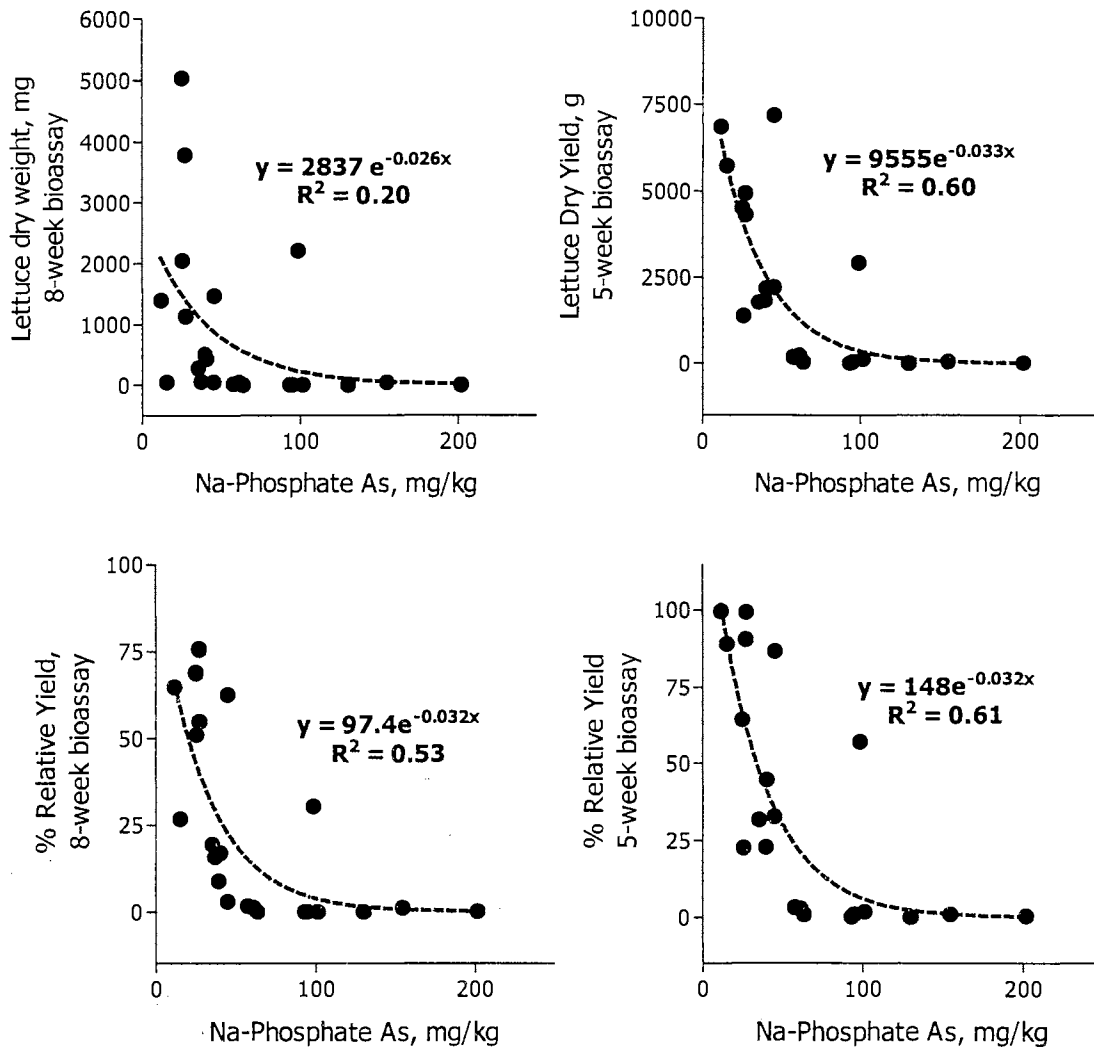 6000
5000
4000
3000
2000
1000
0
Lettuce dry weight, mg
8-week bioassay
y = 2837 e^-0.026x
R² = 0.20
0 100 200
Na-Phosphate As, mg/kg
10000
7500
5000
2500
0
Lettuce Dry Yield, g
5-week bioassay
y = 9555e^-0.033x
R² = 0.60
0 100 200
Na-Phosphate As, mg/kg
100
75
50
25
0
% Relative Yield,
8-week bioassay
y = 97.4e^-0.032x
R² = 0.53
0 100 200
Na-Phosphate As, mg/kg
100
75
50
25
0
% Relative Yield
5-week bioassay
y = 148e^-0.032x
R² = 0.61
0 100 200
Na-Phosphate As, mg/kg